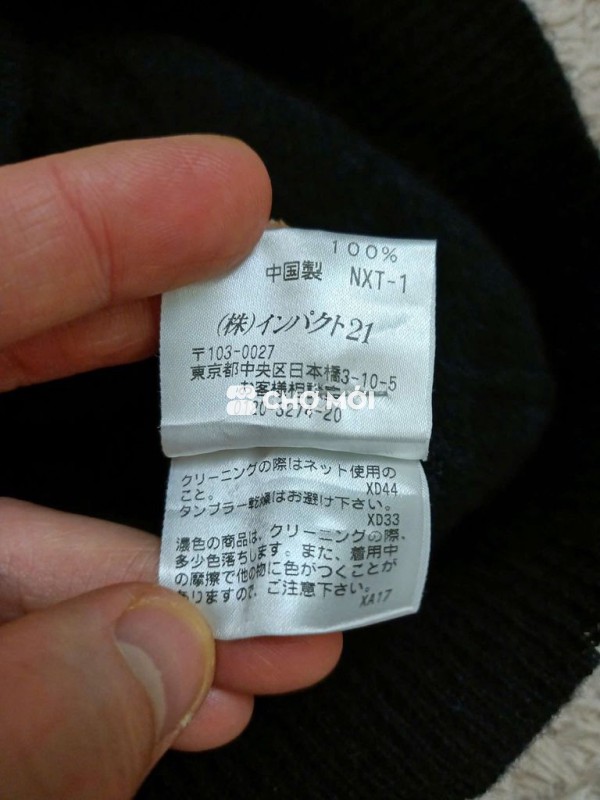 100%
中国製 NXT-1
(株)インパクト21
〒103-0027
東京都中央区日本橋3-10-5
お客様相談
CHỢ MỚI
20-3274-20
クリーニングの際はネット使用の
こと。
XD44
タンブラー乾燥はお避け下さい。
XD33
濃色の商品は、クリーニングの際、
多少色落ちします。また、着用中
の摩擦で他の物に色がつくことが
ありますので、ご注意下さい。
XA17